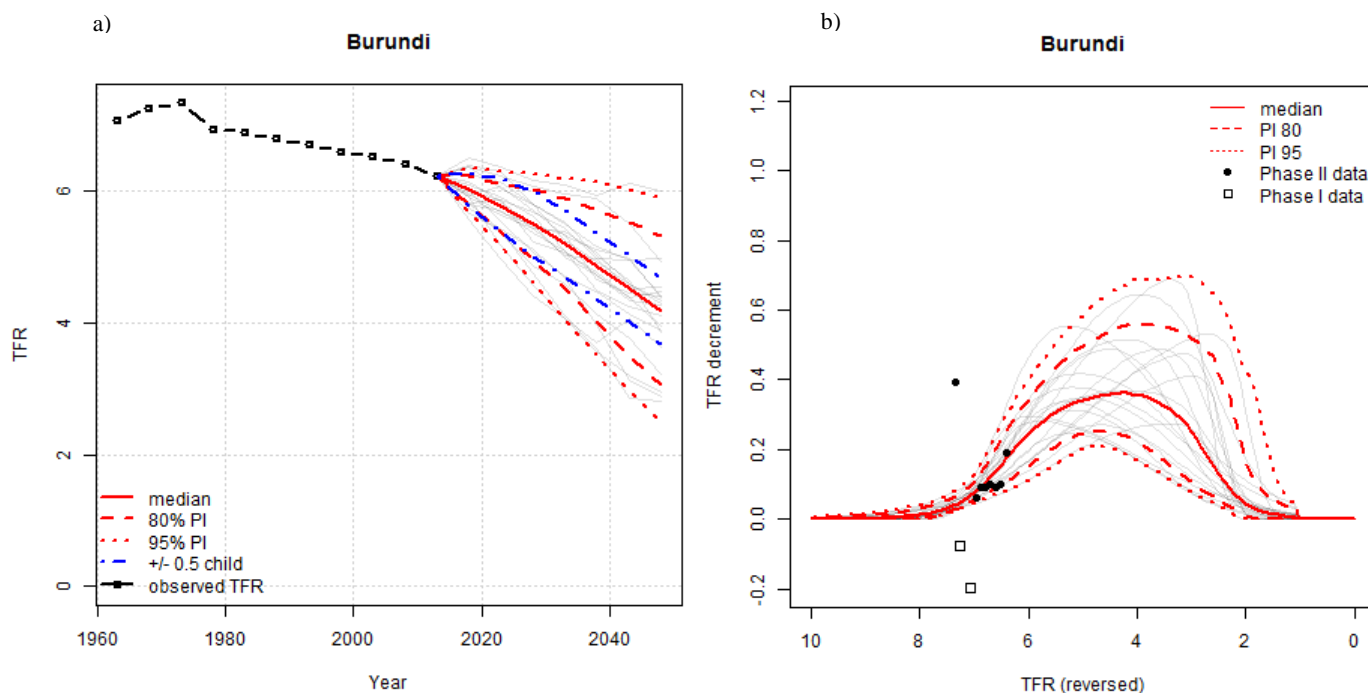 a)
Burundi
TFR
6
4
2
0
median
80% PI
95% PI
+/- 0.5 child
observed TFR
1960 1980 2000 2020 2040
Year
b)
Burundi
TFR decrement
1.2
1.0
0.8
0.6
0.4
0.2
0.0
-0.2
median
PI 80
PI 95
Phase II data
Phase I data
10 8 6 4 2 0
TFR (reversed)